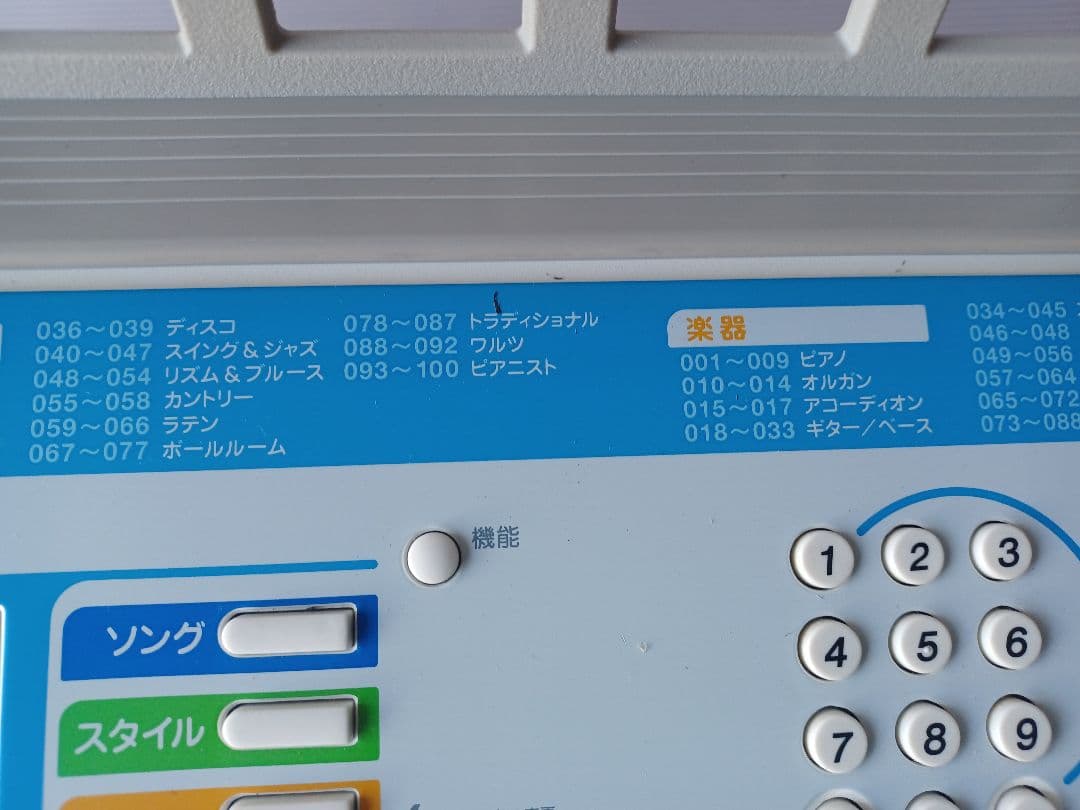 036～039 ディスコ
040～047 スイング＆ジャズ
048～054 リズム＆ブルース
055～058 カントリー
059～066 ラテン
067～077 ボールルーム
078～087 トラディショナル
088～092 ワルツ
093～100 ピアニスト
楽器
001～009 ピアノ
010～014 オルガン
015～017 アコーディオン
018～033 ギター／ベース
034～045
046～048
049～056
057～064
065～072
073～088
機能
ソング
スタイル
1 2 3
4 5 6
7 8 9